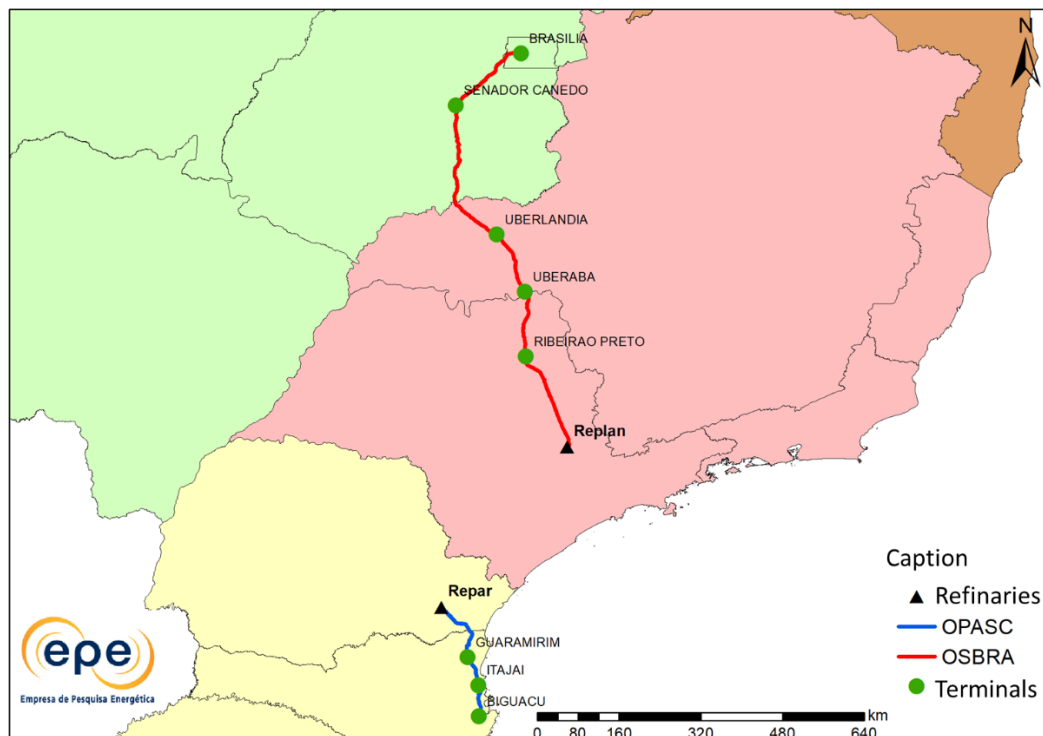 N
BRASILIA
SENADOR CANEDO
UBERLANDIA
UBERABA
RIBEIRAO PRETO
Replan
Repar
GUARAMIRIM
ITAJAI
BIGUACU
epe
Empresa de Pesquisa Energética
Caption
Refinaries
OPASC
OSBRA
Terminals
km
0 80 160 320 480 640